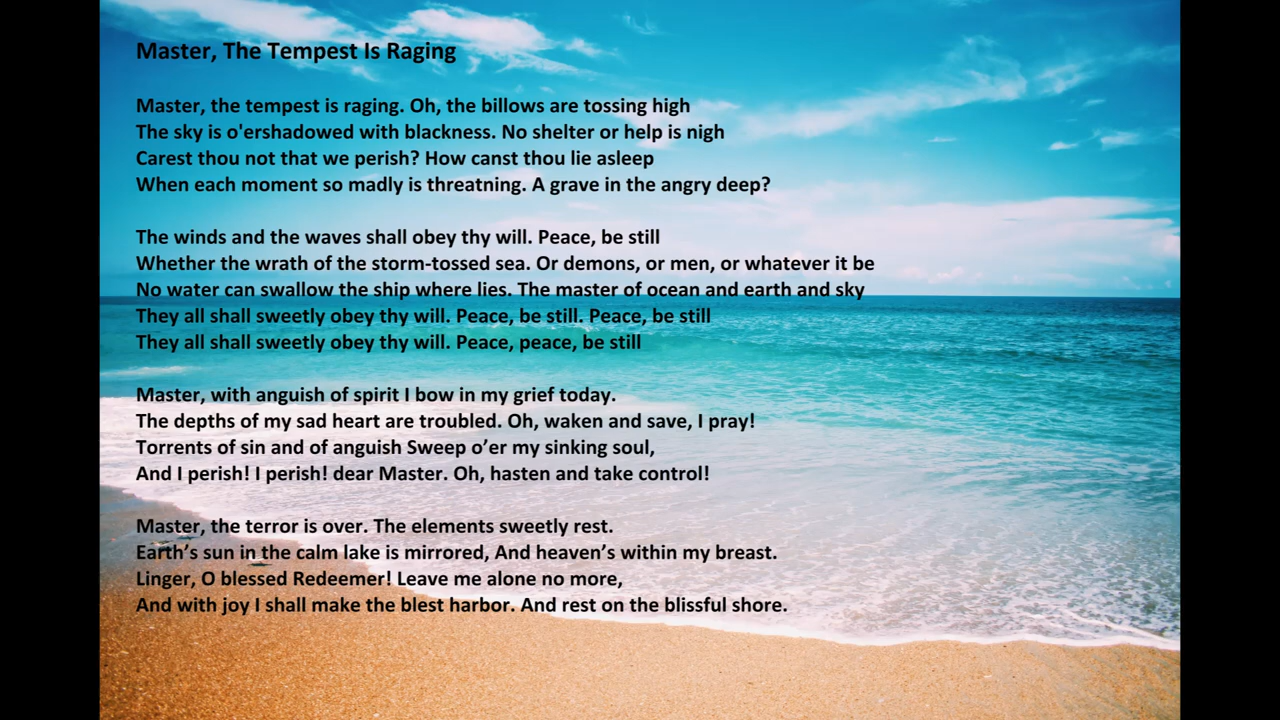 Master, The Tempest Is Raging
Master, the tempest is raging. Oh, the billows are tossing high
The sky is o'ershadowed with blackness. No shelter or help is nigh
Carest thou not that we perish? How canst thou lie asleep
When each moment so madly is threatning. A grave in the angry deep?
The winds and the waves shall obey thy will. Peace, be still
Whether the wrath of the storm-tossed sea. Or demons, or men, or whatever it be
No water can swallow the ship where lies. The master of ocean and earth and sky
They all shall sweetly obey thy will. Peace, be still. Peace, be still
They all shall sweetly obey thy will. Peace, peace, be still
Master, with anguish of spirit I bow in my grief today.
The depths of my sad heart are troubled. Oh, waken and save, I pray!
Torrents of sin and of anguish Sweep o’er my sinking soul,
And I perish! I perish! dear Master. Oh, hasten and take control!
Master, the terror is over. The elements sweetly rest.
Earth’s sun in the calm lake is mirrored, And heaven’s within my breast.
Linger, O blessed Redeemer! Leave me alone no more,
And with joy I shall make the blest harbor. And rest on the blissful shore.